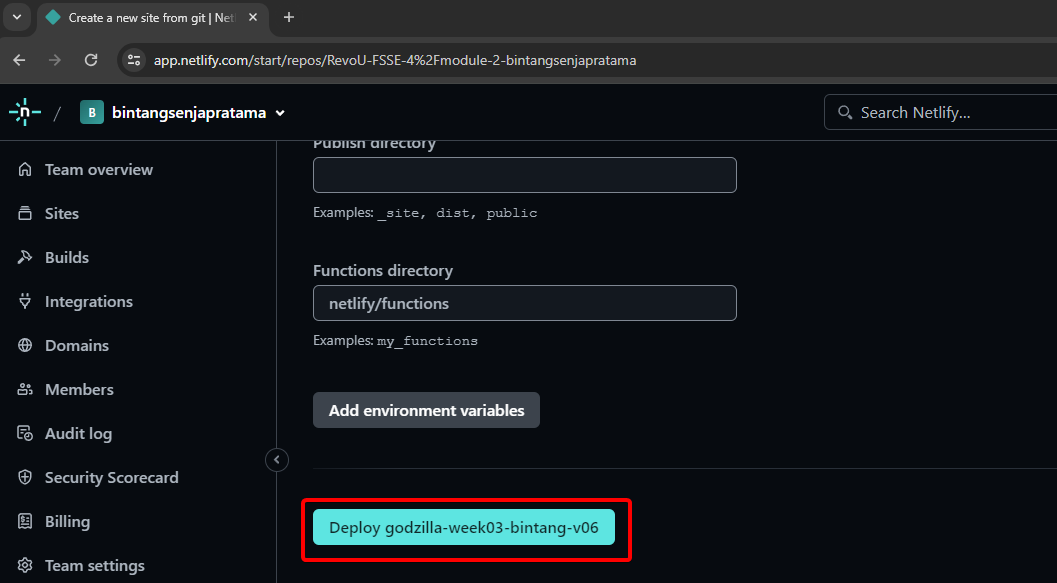 Create a new site from git | Net
app.netlify.com/start/repos/RevoU-FSSE-4%2Fmodule-2-bintangsenjapratama
n / B bintangsenjapratama
Search Netlify...
Team overview
Sites
Builds
Integrations
Domains
Members
Audit log
Security Scorecard
Billing
Team settings
Publish directory
Examples: _site, dist, public
Functions directory
netlify/functions
Examples: my_functions
Add environment variables
Deploy godzilla-week03-bintang-v06